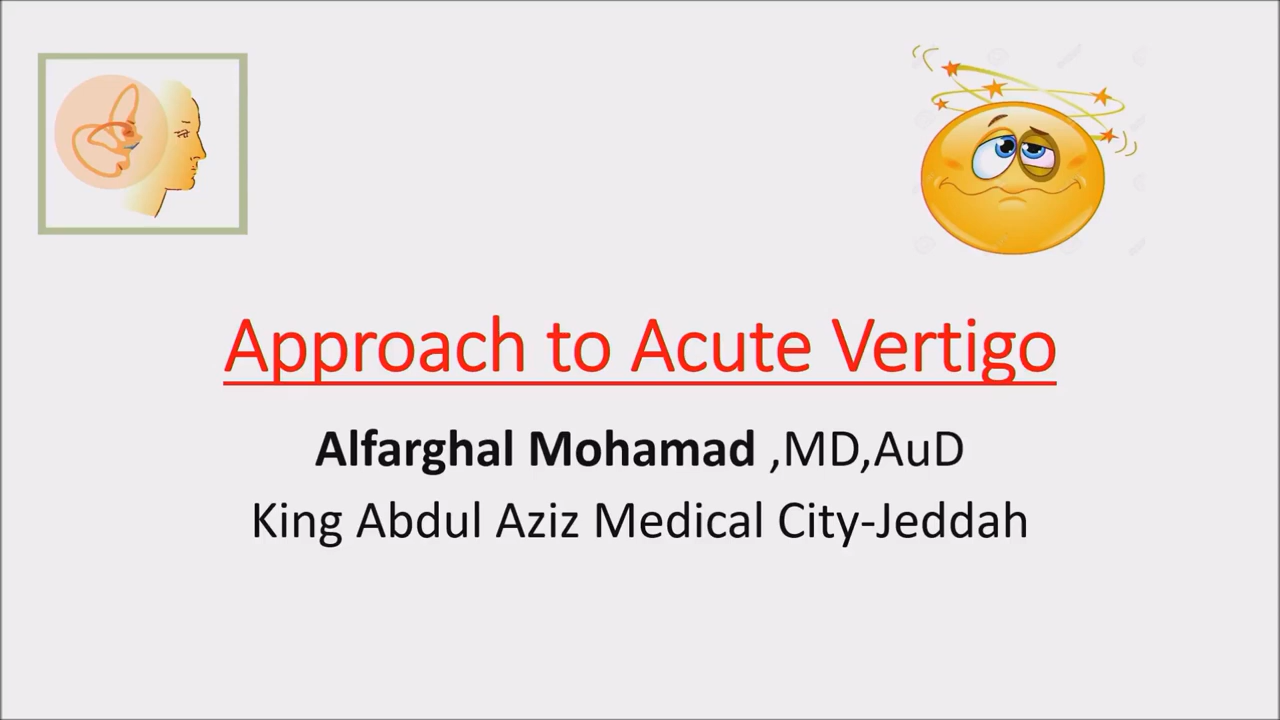 Approach to Acute Vertigo
Alfarghal Mohamad ,MD,AuD
King Abdul Aziz Medical City-Jeddah